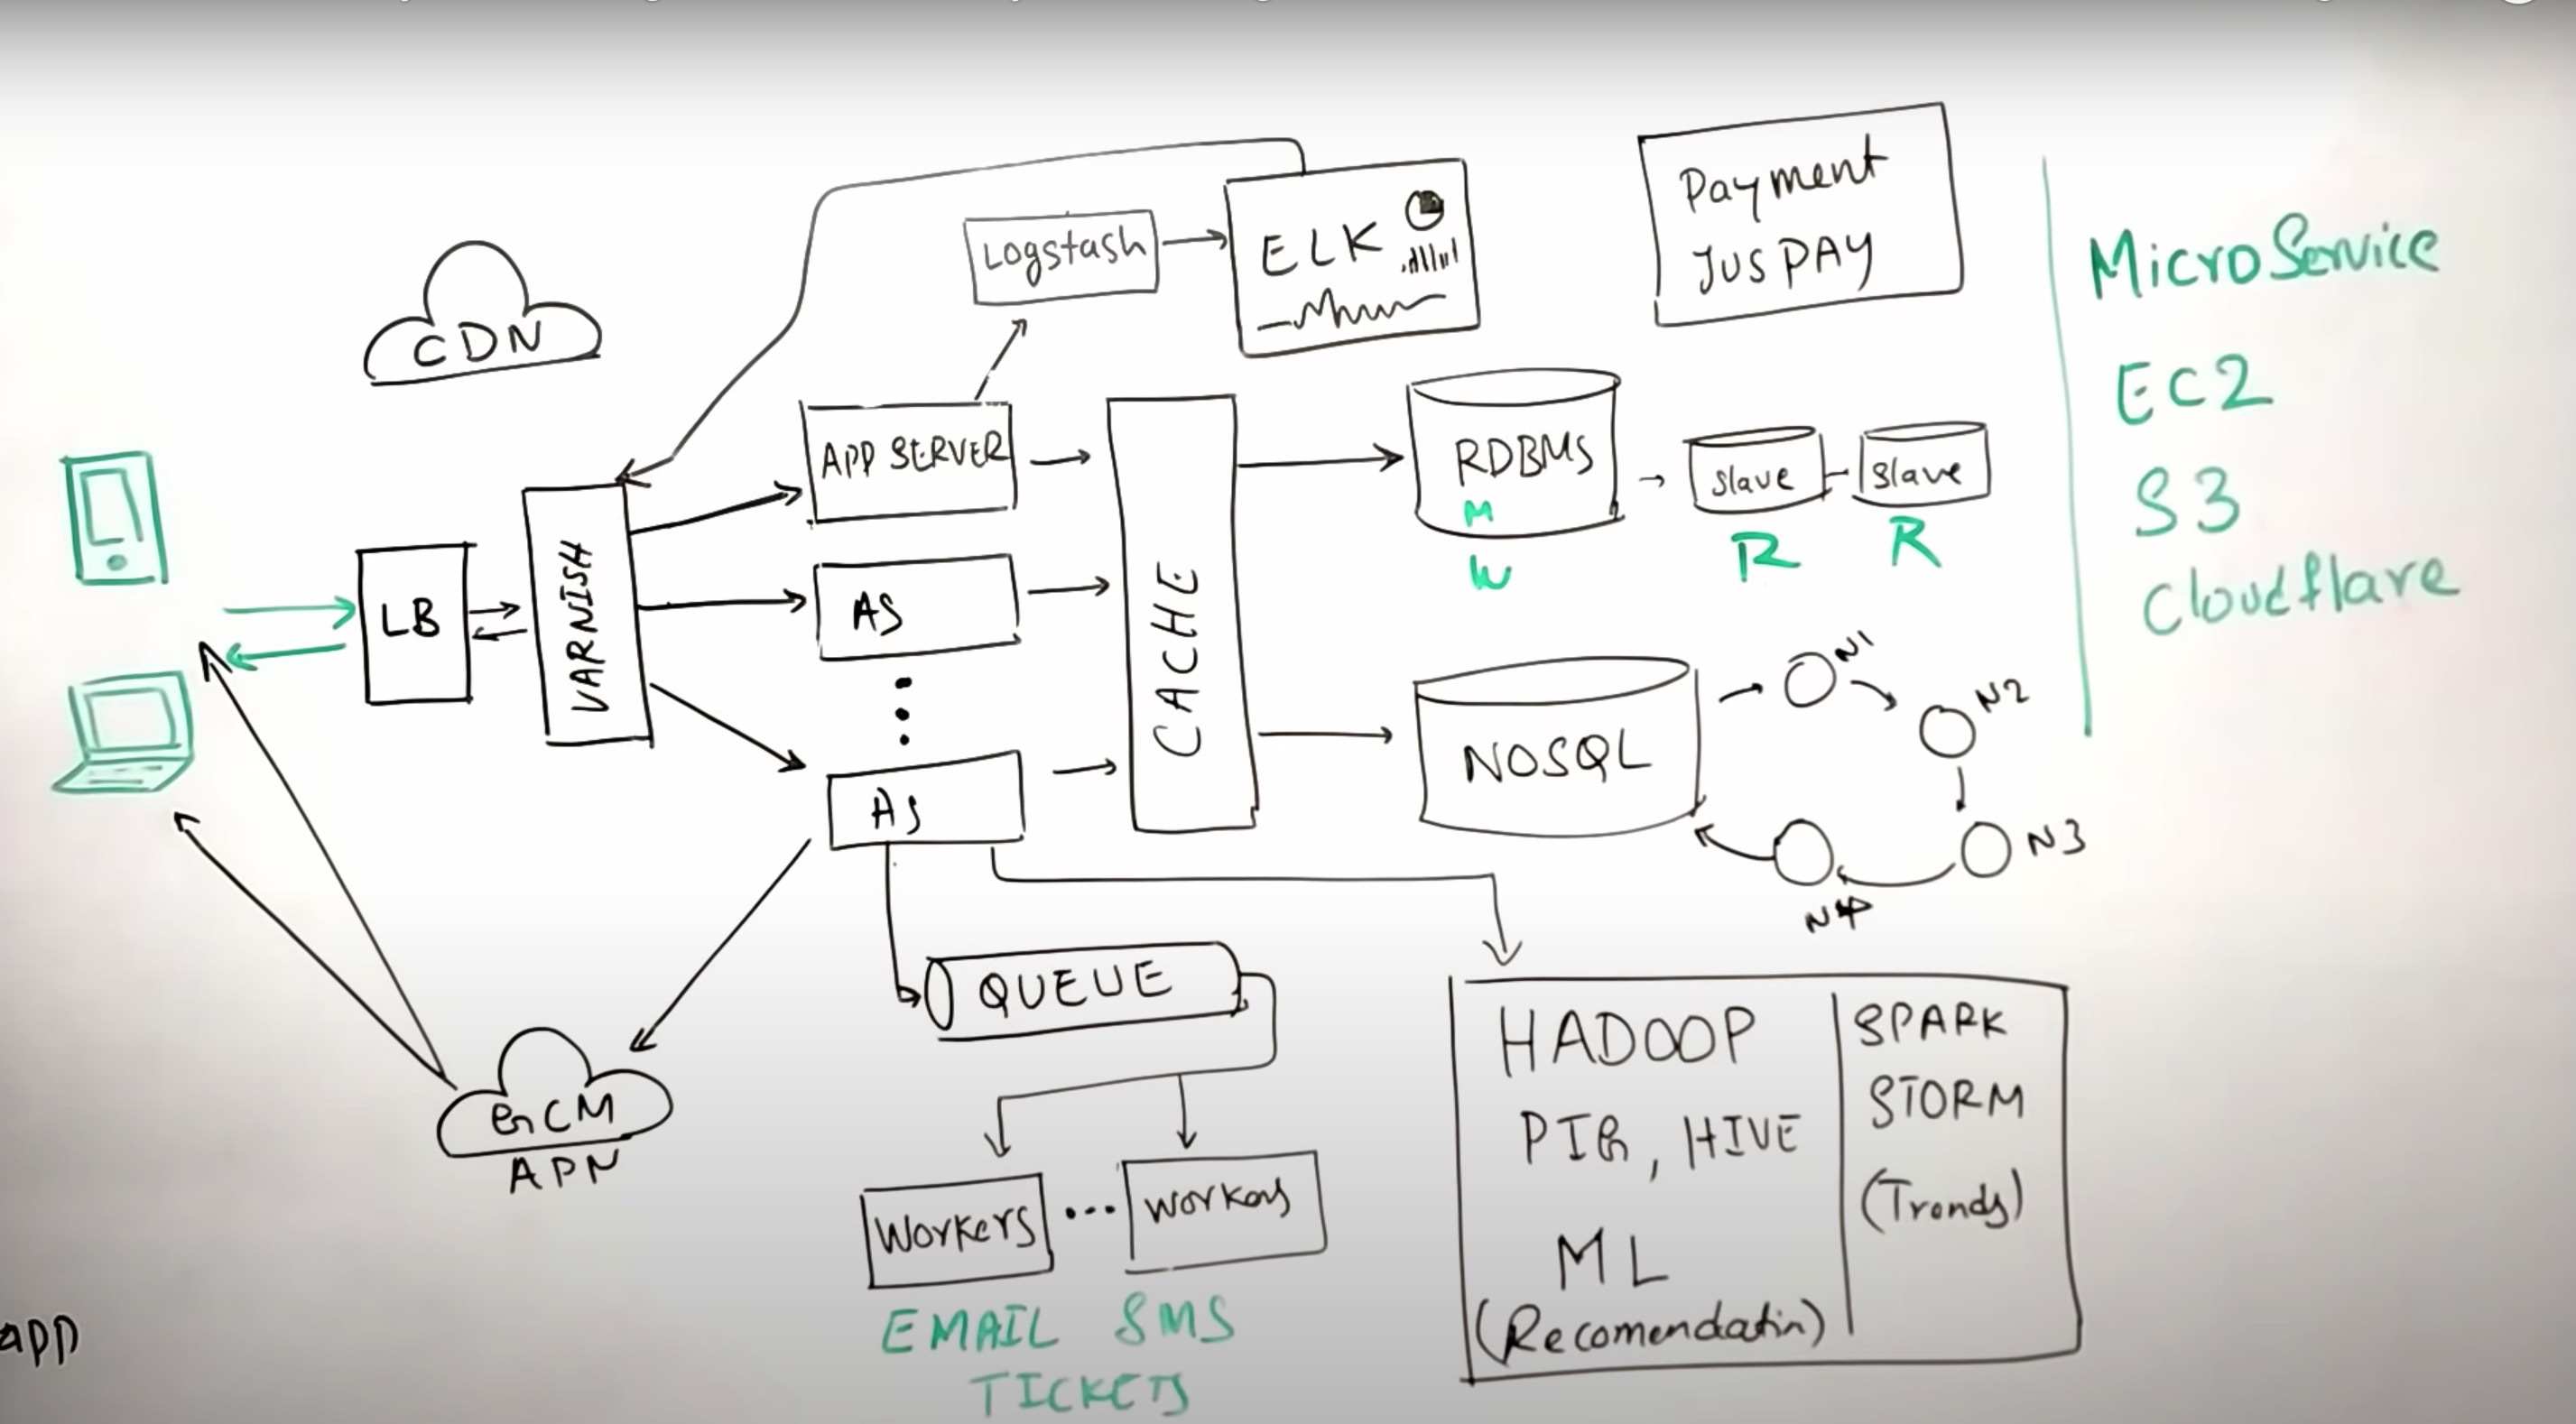 CDN
Logstash
ELK
Payment
JUSPAY
MicroService
EC2
S3
Cloudflare
LB
VARNISH
APP SERVER
AS
AS
CACHE
RDBMS
M
W
slave
slave
R
R
NOSQL
N1
N2
N3
N4
GCM
APN
QUEUE
Workers
...
workers
EMAIL SMS
TICKETS
HADOOP
PIG, HIVE
ML
(Recomendatin)
SPARK
STORM
(Trends)
app